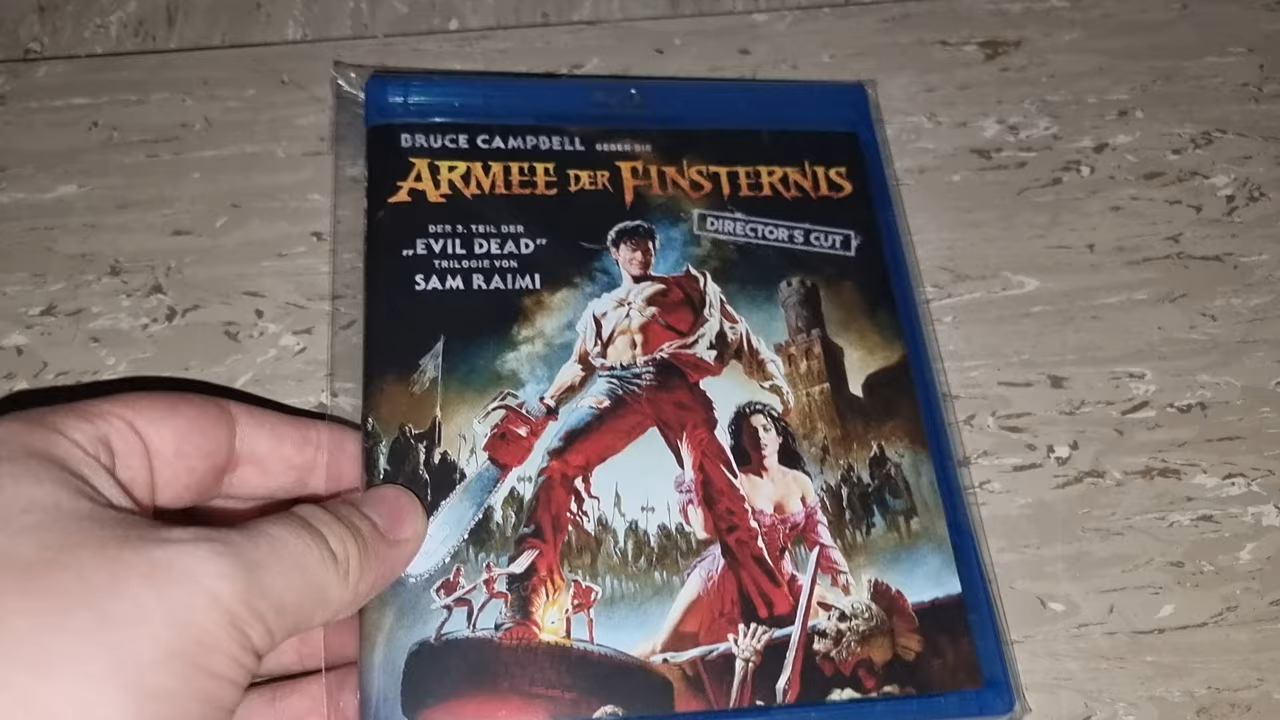 BRUCE CAMPBELL GEGEN DIE
ARMEE DER FINSTERNIS
DIRECTOR'S CUT
DER 3. TEIL DER
„EVIL DEAD”
TRILOGIE VON
SAM RAIMI